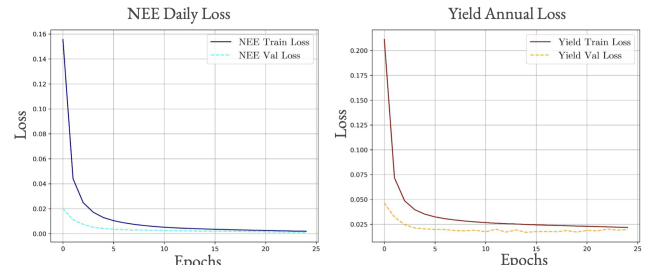 NEE Daily Loss
0.16
0.14
0.12
0.10
0.08
0.06
0.04
0.02
0.00
Loss
0
5
10
15
20
25
Epochs
NEE Train Loss
NEE Val Loss
Yield Annual Loss
0.200
0.175
0.150
0.125
0.100
0.075
0.050
0.025
Loss
0
5
10
15
20
25
Epochs
Yield Train Loss
Yield Val Loss